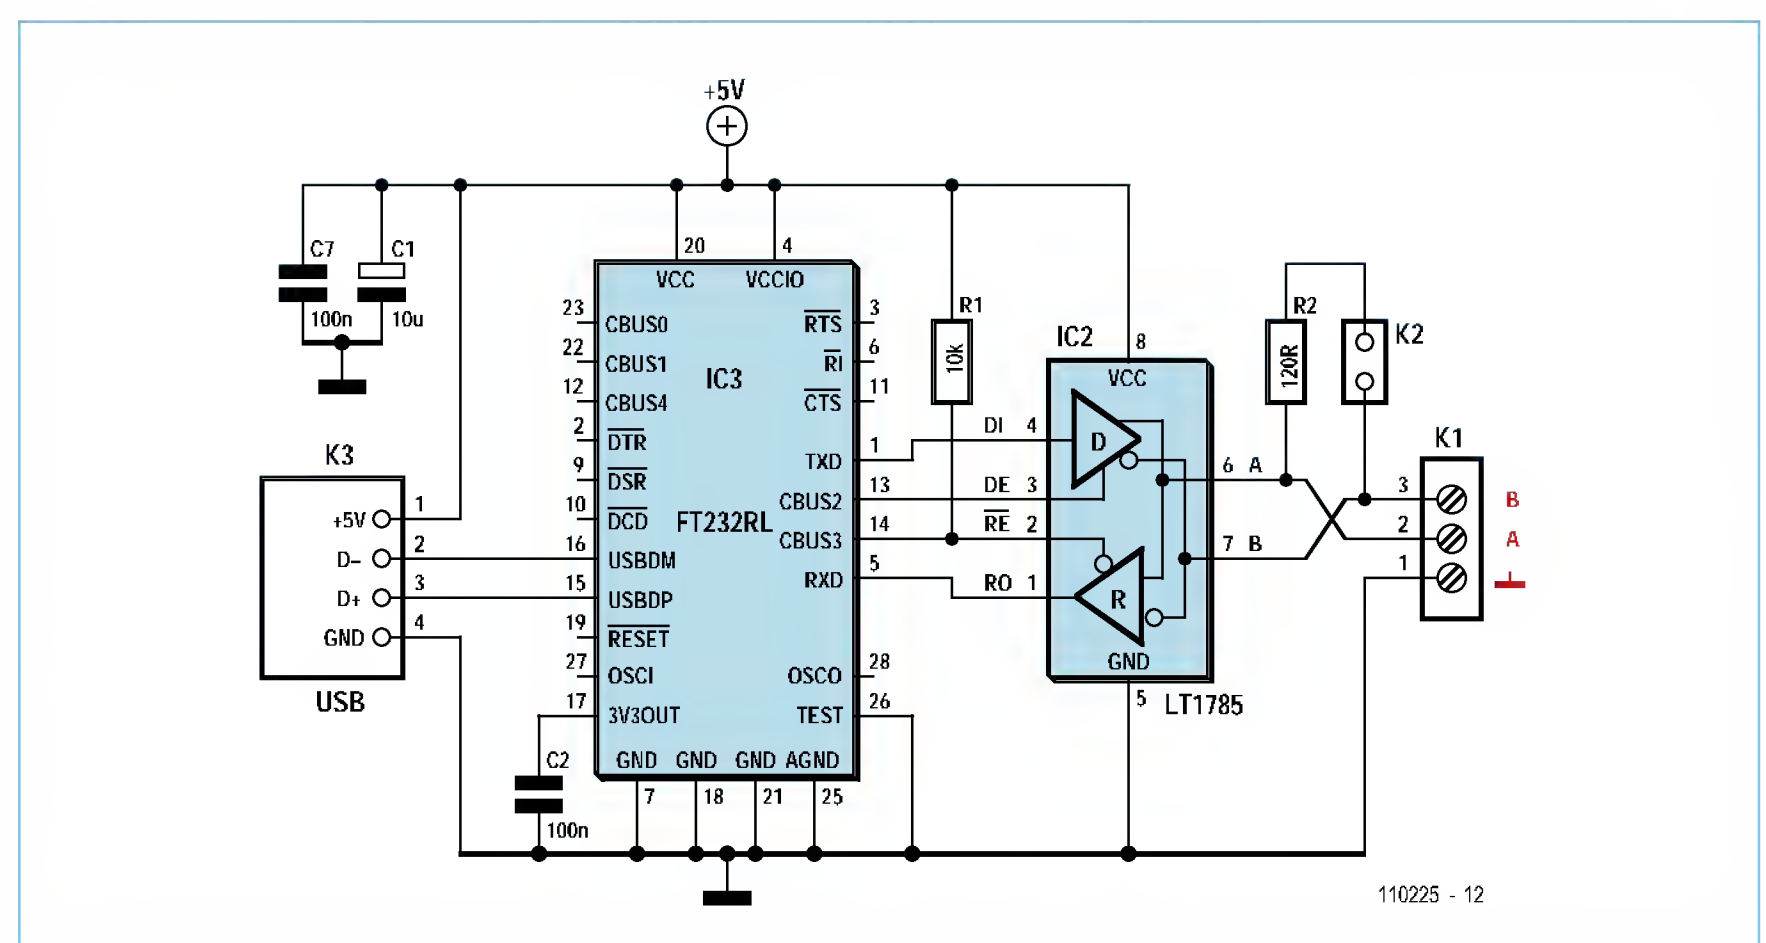 +5V
C7
100n
C1
10u
K3
+5V 1
D− 2
D+ 3
GND 4
USB
20
4
VCC
VCCIO
23 CBUS0
22 CBUS1
12 CBUS4
2 DTR
9 DSR
10 DCD
16 USBDM
15 USBDP
19 RESET
27 OSCI
17 3V3OUT
IC3
FT232RL
RTS 3
RI 6
CTS 11
TXD 1
CBUS2 13
CBUS3 14
RXD 5
OSCO 28
TEST 26
GND GND GND AGND
7 18 21 25
C2
100n
R1
10k
IC2
8
VCC
DI 4
DE 3
RE 2
RO 1
D
R
6 A
7 B
GND
5
LT1785
R2
120R
K2
K1
3 B
2 A
1
110225 - 12